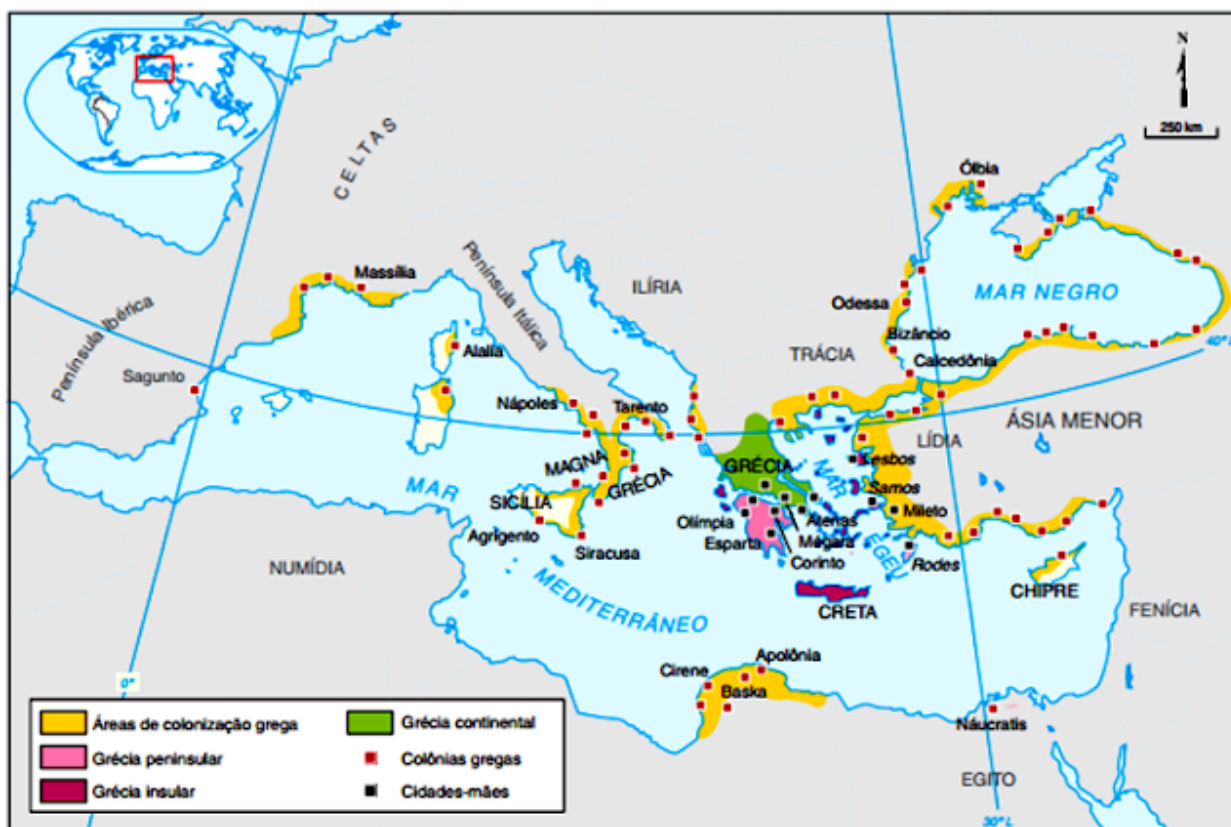 N
250 km
CELTAS
Ólbia
Massília
Península Itálica
ILÍRIA
MAR NEGRO
Odessa
Península Ibérica
Bizâncio
Alalia
TRÁCIA
Calcedônia
40° L
Sagunto
Nápoles
Tarento
ÁSIA MENOR
LÍDIA
MAGNA
GRÉCIA
GRÉCIA
Lesbos
MAR
EGEU
MAR
MEDITERRÂNEO
SICÍLIA
Samos
Mileto
Olímpia
Atenas
Agrigento
Esparta
Mégara
Siracusa
Corinto
Rodes
NUMÍDIA
CHIPRE
CRETA
FENÍCIA
Apolônia
Cirene
0°
Baska
Náucratis
EGITO
30° L
Áreas de colonização grega
Grécia peninsular
Grécia insular
Grécia continental
Colônias gregas
Cidades-mães